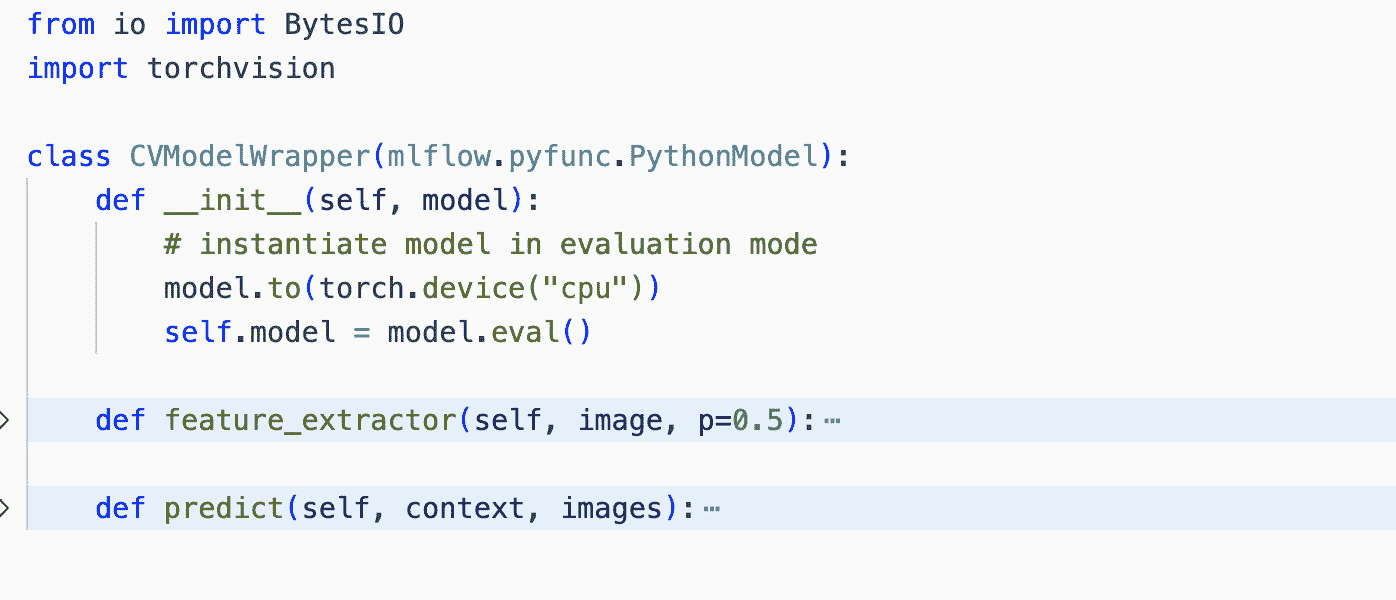 from io import BytesIO
import torchvision
class CVModelWrapper(mlflow.pyfunc.PythonModel):
def __init__(self, model):
# instantiate model in evaluation mode
model.to(torch.device("cpu"))
self.model = model.eval()
def feature_extractor(self, image, p=0.5):⋯
def predict(self, context, images):⋯